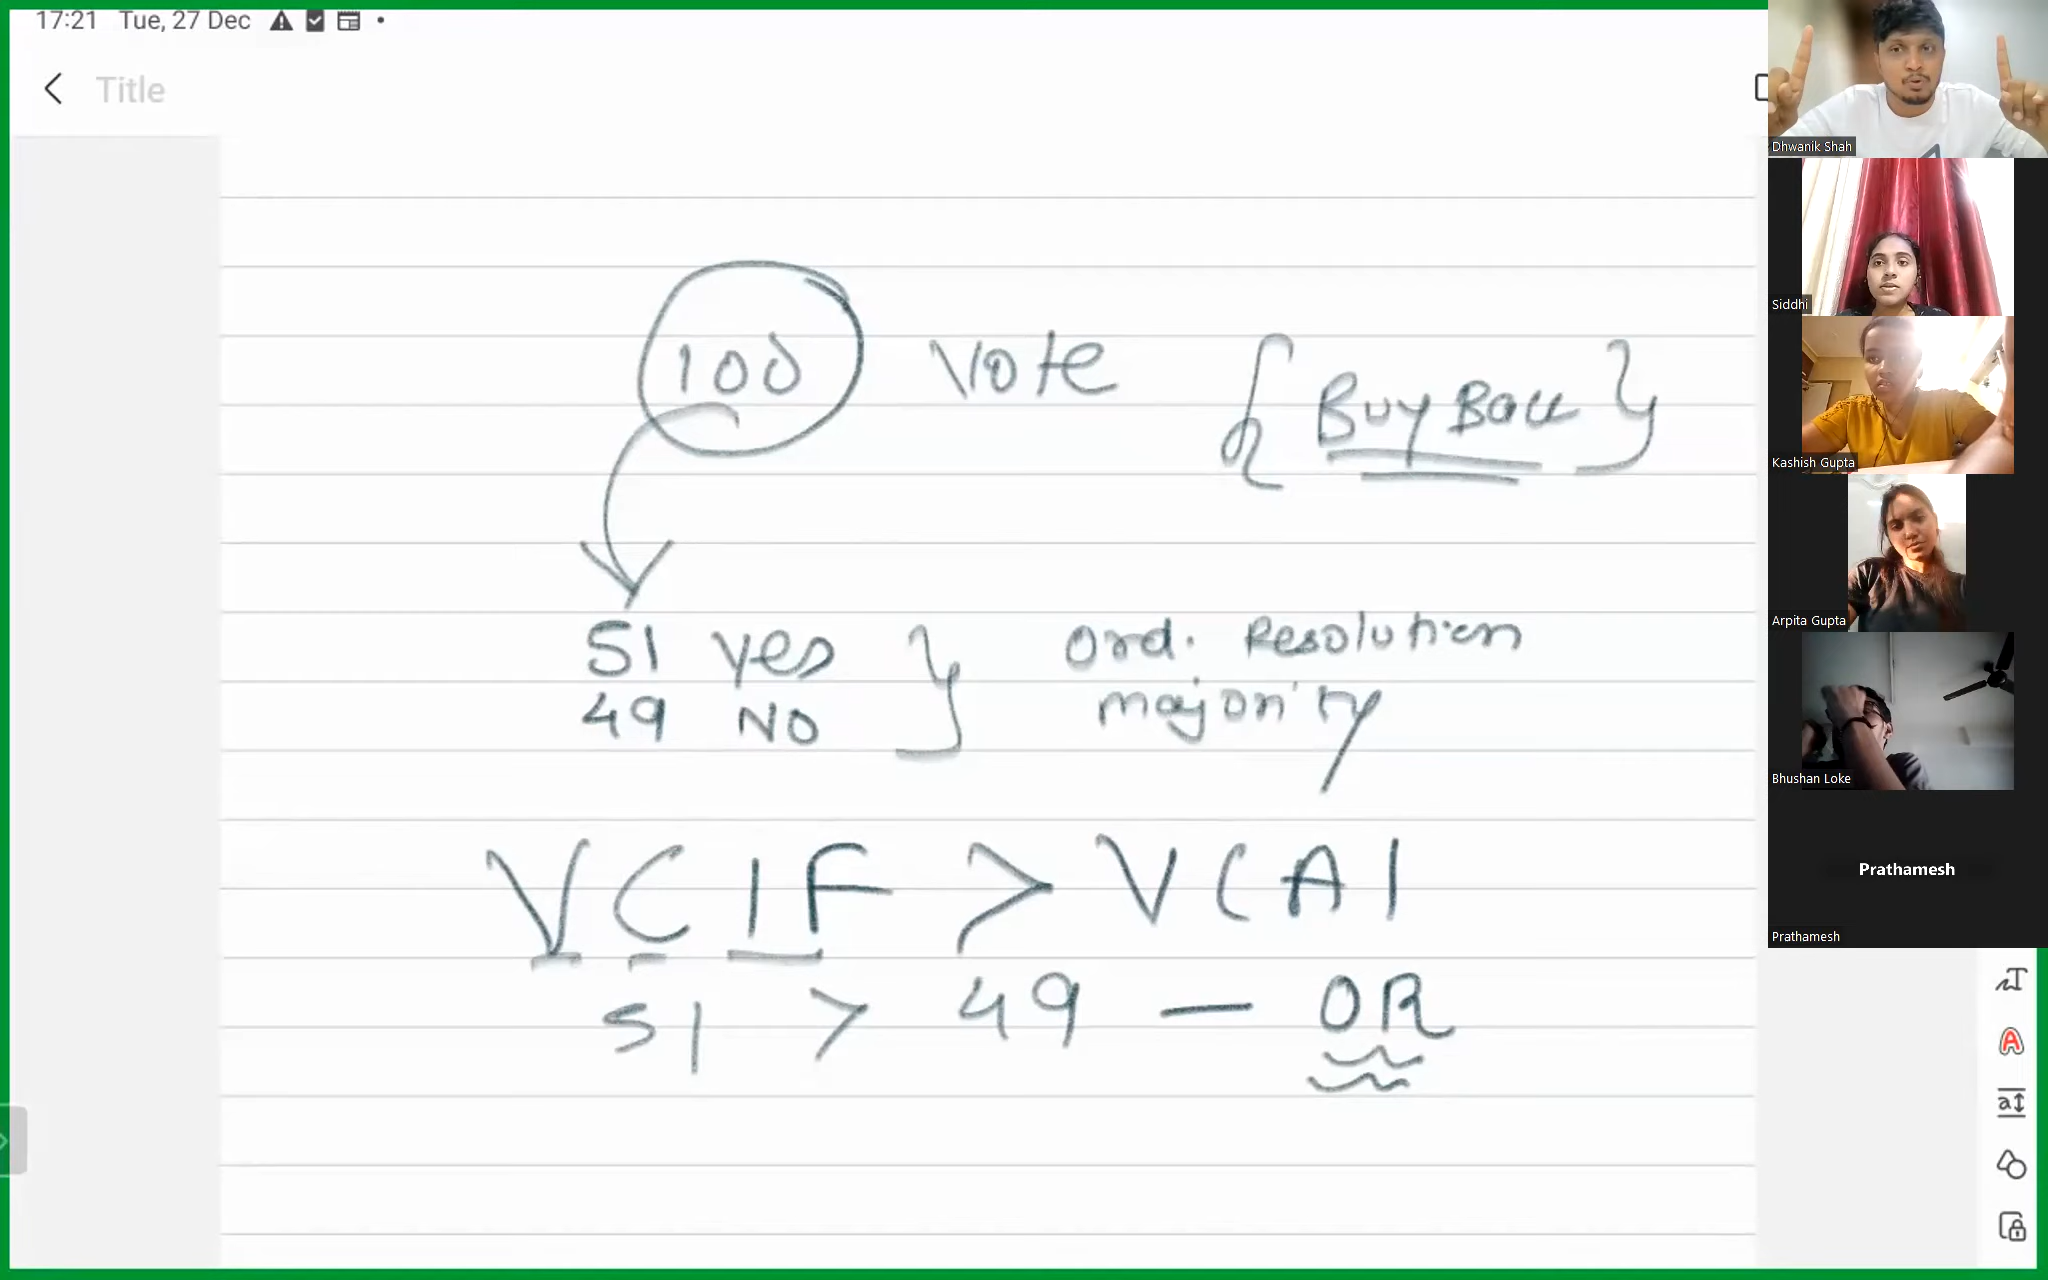 17:21 Tue, 27 Dec
Title
100 Vote { Buy Back }
51 Yes } Ord. Resolution
49 NO majority
VCIF > VCAI
51 > 49 — OR
Dhwanik Shah
Siddhi
Kashish Gupta
Arpita Gupta
Bhushan Loke
Prathamesh
Prathamesh